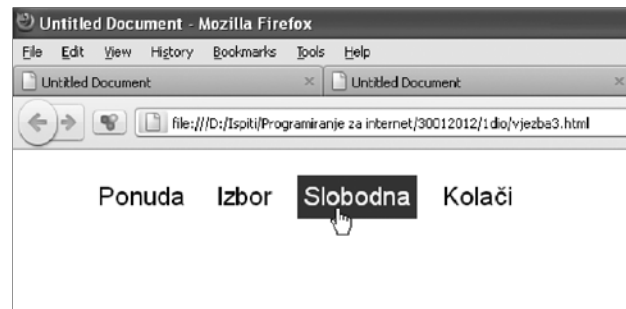 Untitled Document - Mozilla Firefox
File Edit View History Bookmarks Tools Help
Untitled Document × Untitled Document ×
file:///D:/Ispiti/Programiranje za internet/30012012/1dio/vjezba3.html
Ponuda Izbor Slobodna Kolači